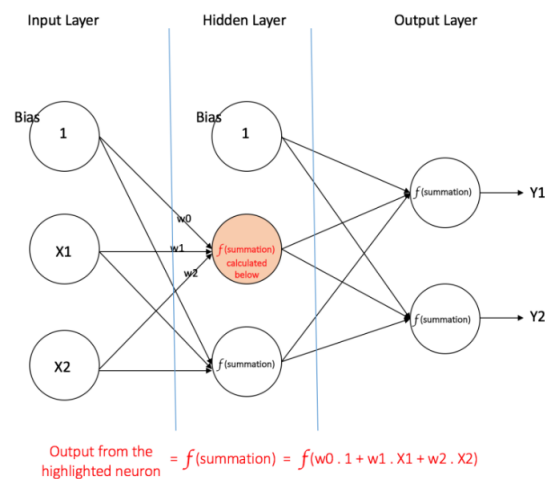 Input Layer
Hidden Layer
Output Layer
Bias
1
Bias
1
w0
f(summation)
Y1
X1
w1
f(summation)
calculated
below
w2
f(summation)
Y2
X2
f(summation)
Output from the
highlighted neuron
= f(summation) = f(w0 . 1 + w1 . X1 + w2 . X2)